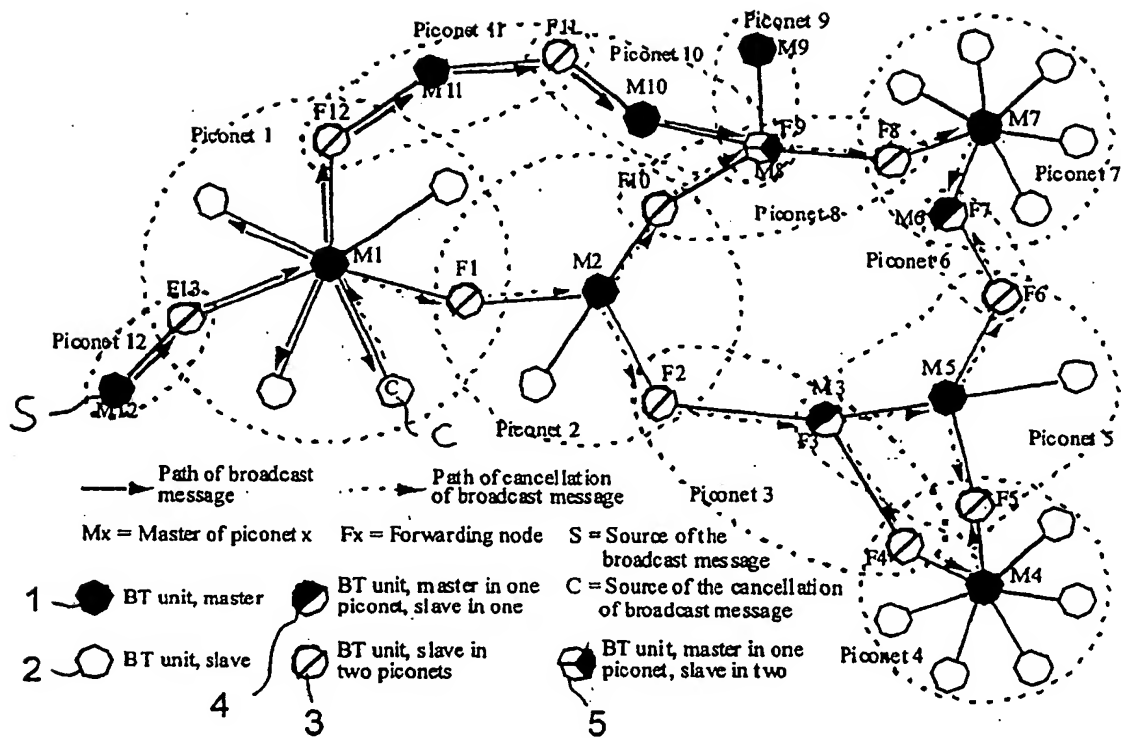 Piconet 9
F11
Piconet 11
Piconet 10
M9
M11
M10
F12
Piconet 1
F9
F8
M7
M8
F10
Piconet 7
M6
F7
Piconet 8
M1
M2
F1
Piconet 6
F13
F6
Piconet 12
M12
S
C
C
F2
M3
M5
F3
Piconet 2
Piconet 5
Path of broadcast
message
Path of cancellation
of broadcast message
Piconet 3
F5
Mx = Master of piconet x
Fx = Forwarding node
S = Source of the
broadcast message
F4
M4
1
BT unit, master
BT unit, master in one
piconet, slave in one
C = Source of the cancellation
of broadcast message
2
BT unit, slave
BT unit, slave in
two piconets
BT unit, master in one
piconet, slave in two
Piconet 4
4
3
5